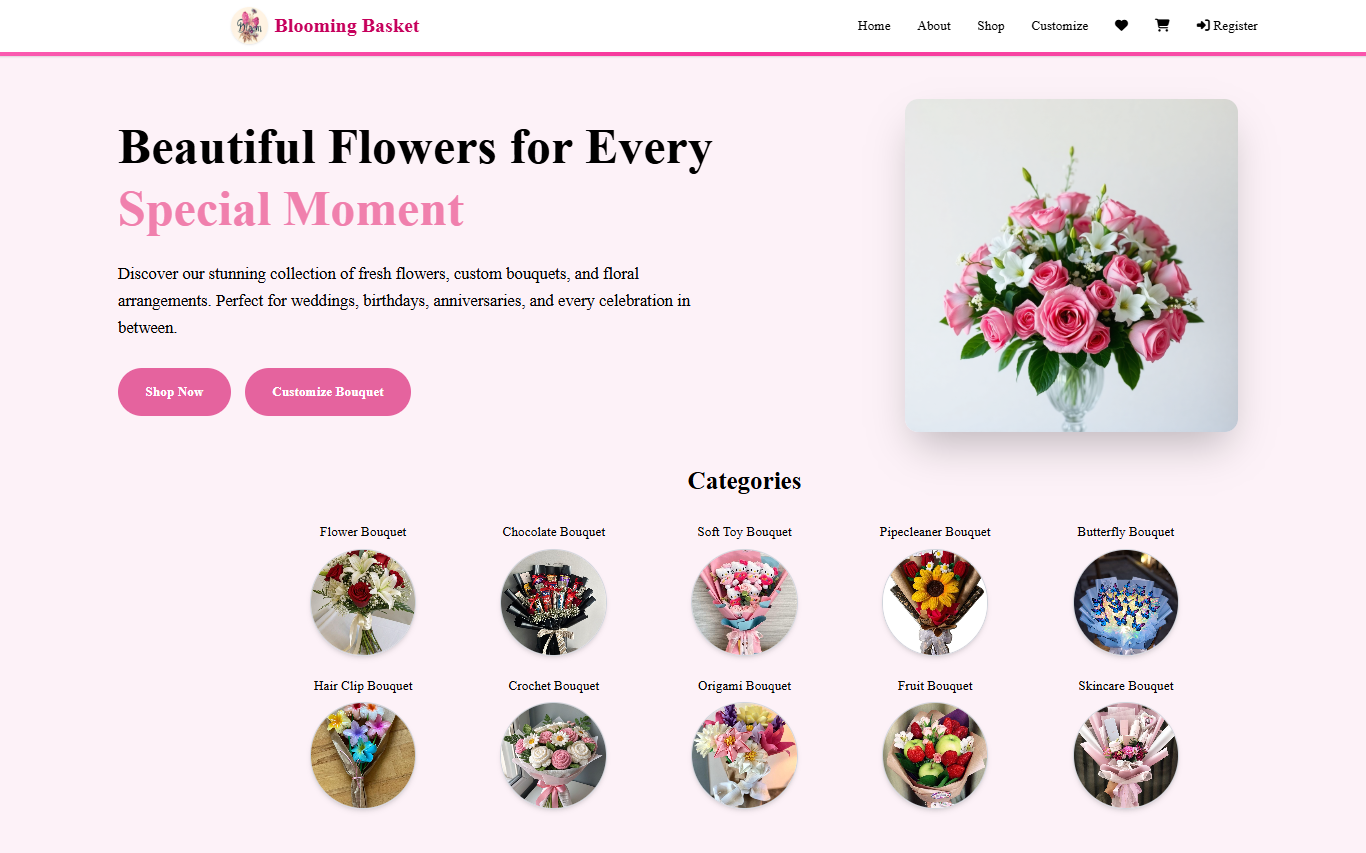 Bloom
Blooming Basket
Home
About
Shop
Customize
Register
Beautiful Flowers for Every
Special Moment
Discover our stunning collection of fresh flowers, custom bouquets, and floral
arrangements. Perfect for weddings, birthdays, anniversaries, and every celebration in
between.
Shop Now
Customize Bouquet
Categories
Flower Bouquet
Chocolate Bouquet
Soft Toy Bouquet
Pipecleaner Bouquet
Butterfly Bouquet
Hair Clip Bouquet
Crochet Bouquet
Origami Bouquet
Fruit Bouquet
Skincare Bouquet